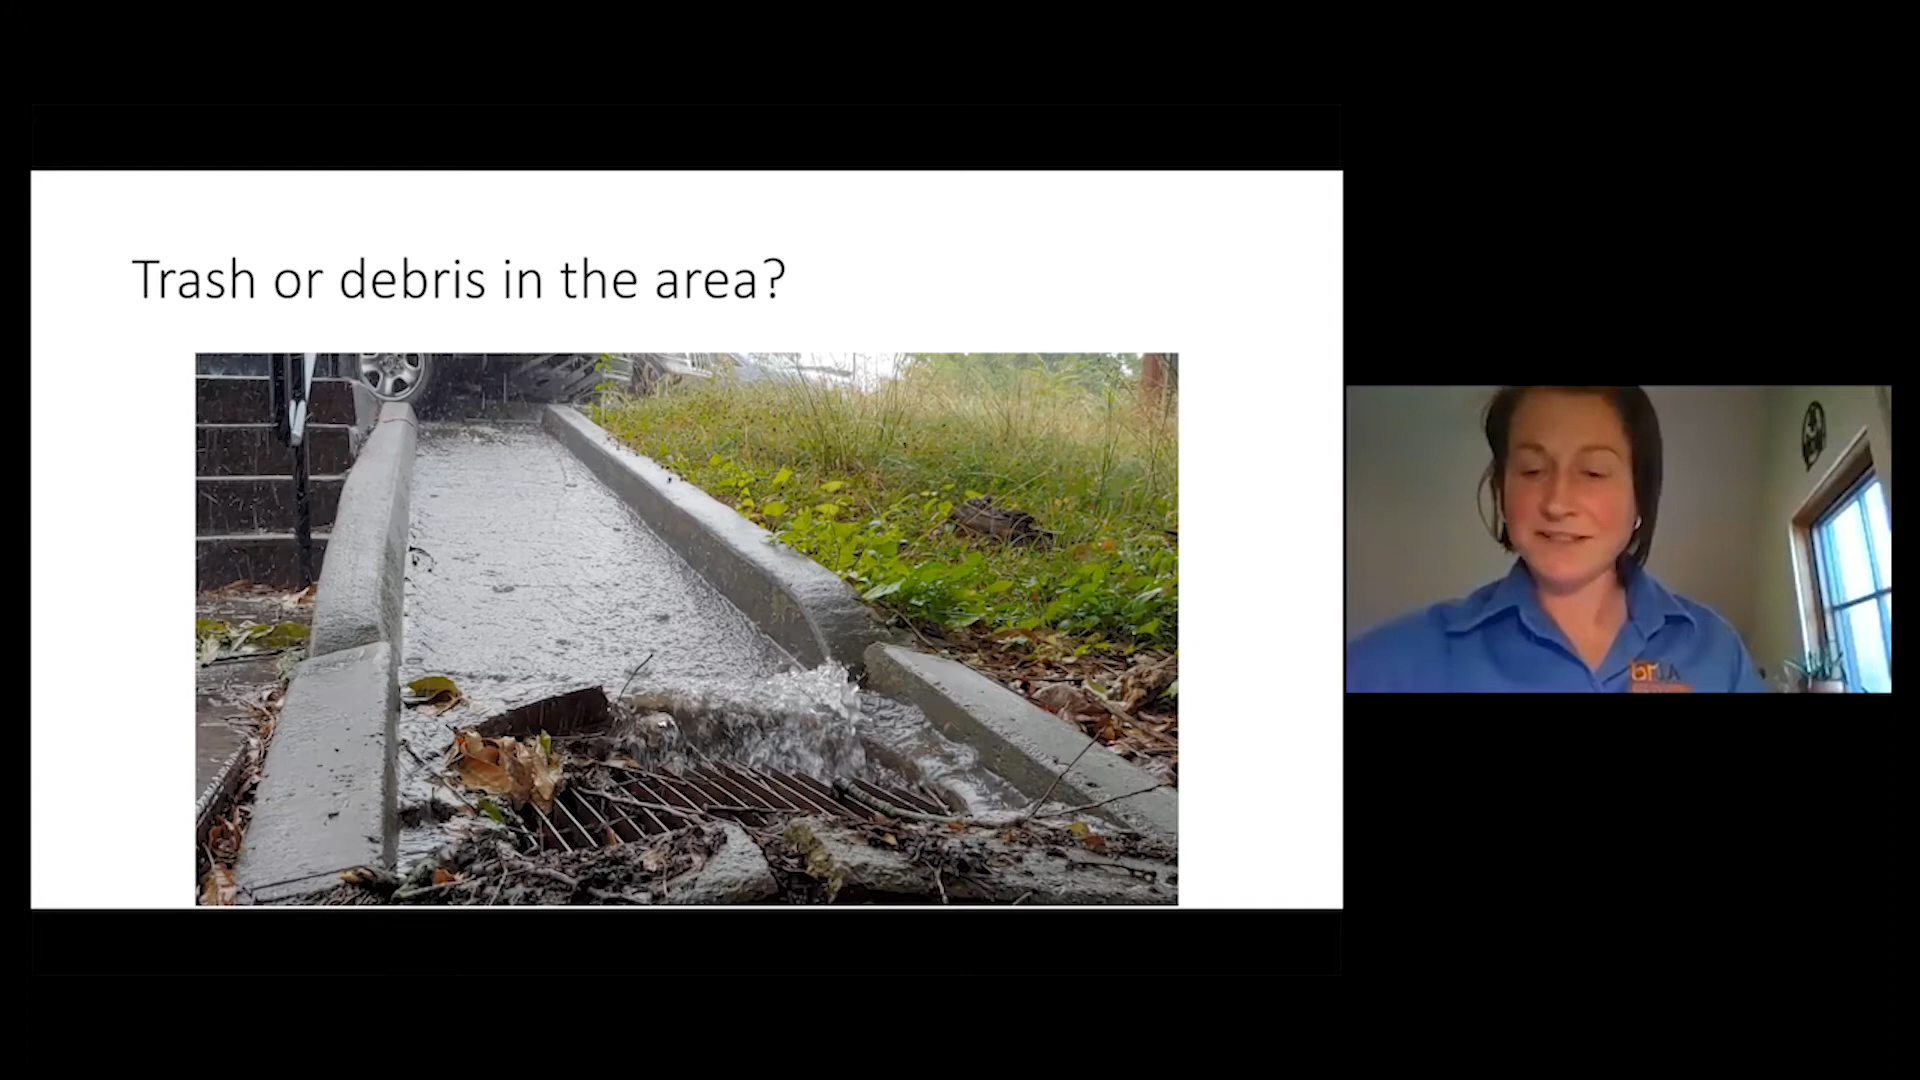 Trash or debris in the area?